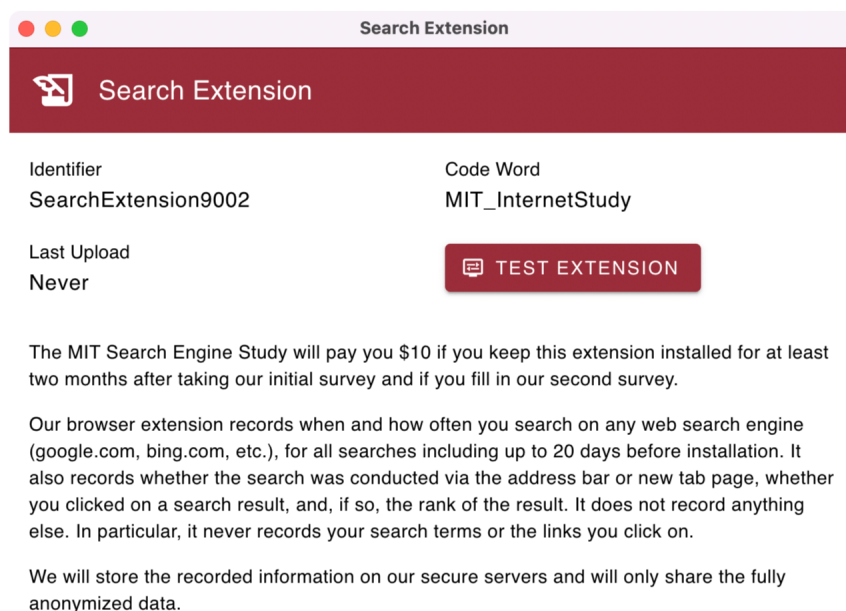 Search Extension
Search Extension
Identifier
SearchExtension9002
Code Word
MIT_InternetStudy
Last Upload
Never
TEST EXTENSION
The MIT Search Engine Study will pay you $10 if you keep this extension installed for at least
two months after taking our initial survey and if you fill in our second survey.
Our browser extension records when and how often you search on any web search engine
(google.com, bing.com, etc.), for all searches including up to 20 days before installation. It
also records whether the search was conducted via the address bar or new tab page, whether
you clicked on a search result, and, if so, the rank of the result. It does not record anything
else. In particular, it never records your search terms or the links you click on.
We will store the recorded information on our secure servers and will only share the fully
anonymized data.